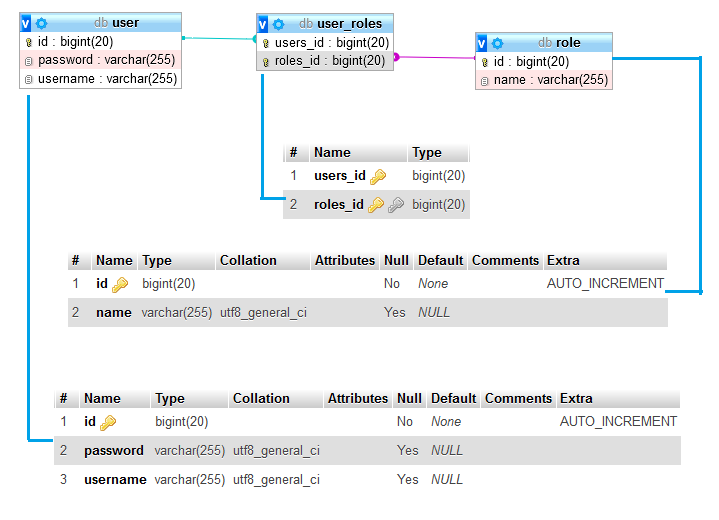 v db user
id : bigint(20)
password : varchar(255)
username : varchar(255)
v db user_roles
users_id : bigint(20)
roles_id : bigint(20)
v db role
id : bigint(20)
name : varchar(255)
# Name Type
1 users_id bigint(20)
2 roles_id bigint(20)
# Name Type Collation Attributes Null Default Comments Extra
1 id bigint(20) No None AUTO_INCREMENT
2 name varchar(255) utf8_general_ci Yes NULL
# Name Type Collation Attributes Null Default Comments Extra
1 id bigint(20) No None AUTO_INCREMENT
2 password varchar(255) utf8_general_ci Yes NULL
3 username varchar(255) utf8_general_ci Yes NULL